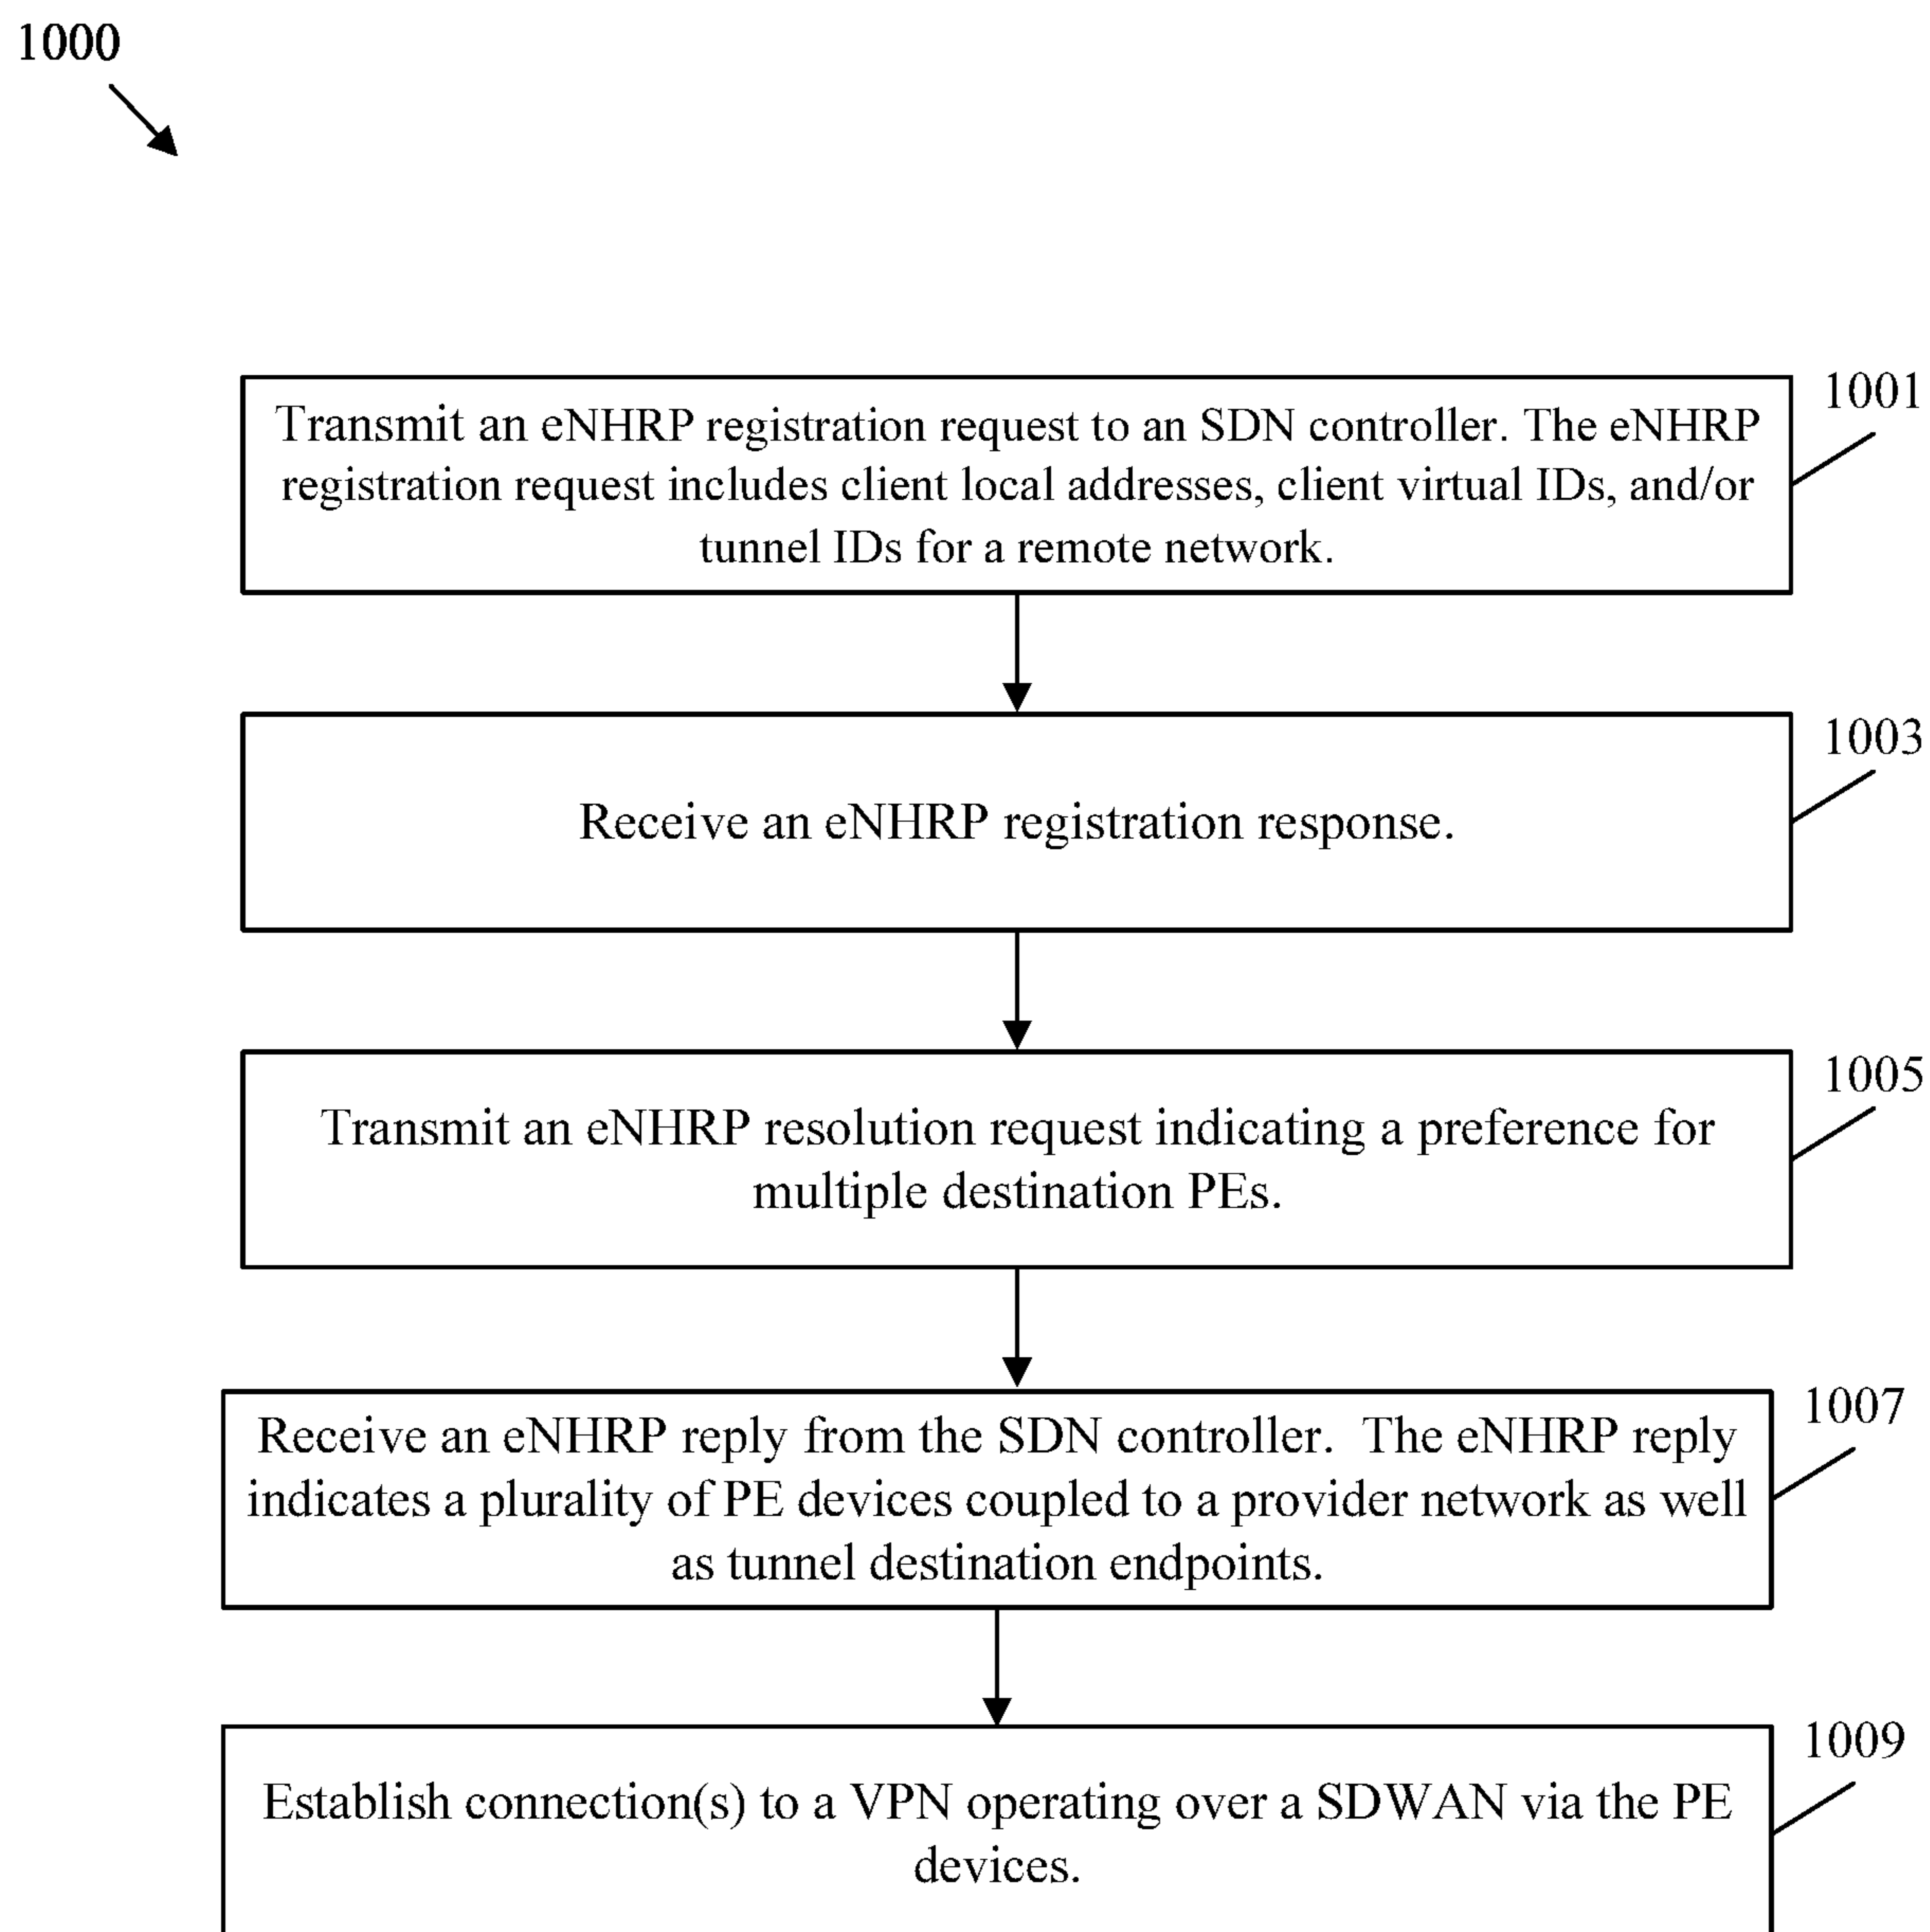 1000
1001
Transmit an eNHRP registration request to an SDN controller. The eNHRP
registration request includes client local addresses, client virtual IDs, and/or
tunnel IDs for a remote network.
1003
Receive an eNHRP registration response.
1005
Transmit an eNHRP resolution request indicating a preference for
multiple destination PEs.
1007
Receive an eNHRP reply from the SDN controller.  The eNHRP reply
indicates a plurality of PE devices coupled to a provider network as well
as tunnel destination endpoints.
1009
Establish connection(s) to a VPN operating over a SDWAN via the PE
devices.